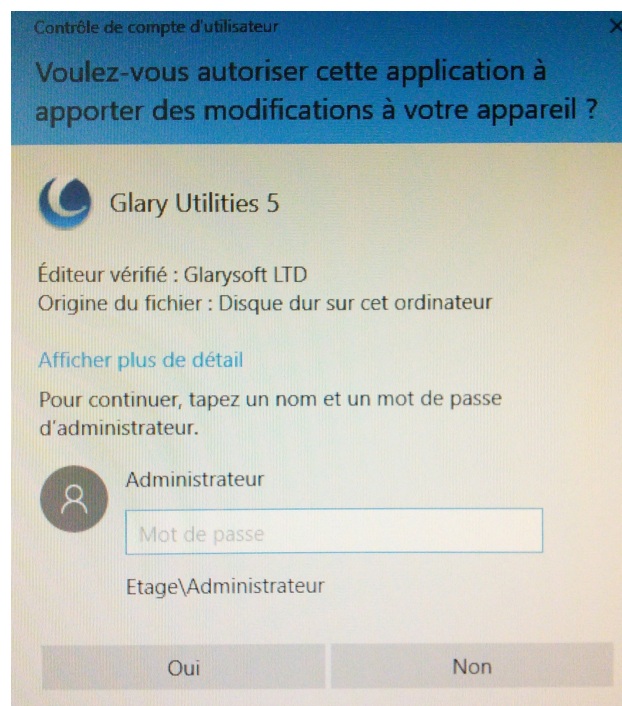 Contrôle de compte d'utilisateur
Voulez-vous autoriser cette application à
apporter des modifications à votre appareil ?
Glary Utilities 5
Éditeur vérifié : Glarysoft LTD
Origine du fichier : Disque dur sur cet ordinateur
Afficher plus de détail
Pour continuer, tapez un nom et un mot de passe
d'administrateur.
Administrateur
Mot de passe
Etage\Administrateur
Oui
Non